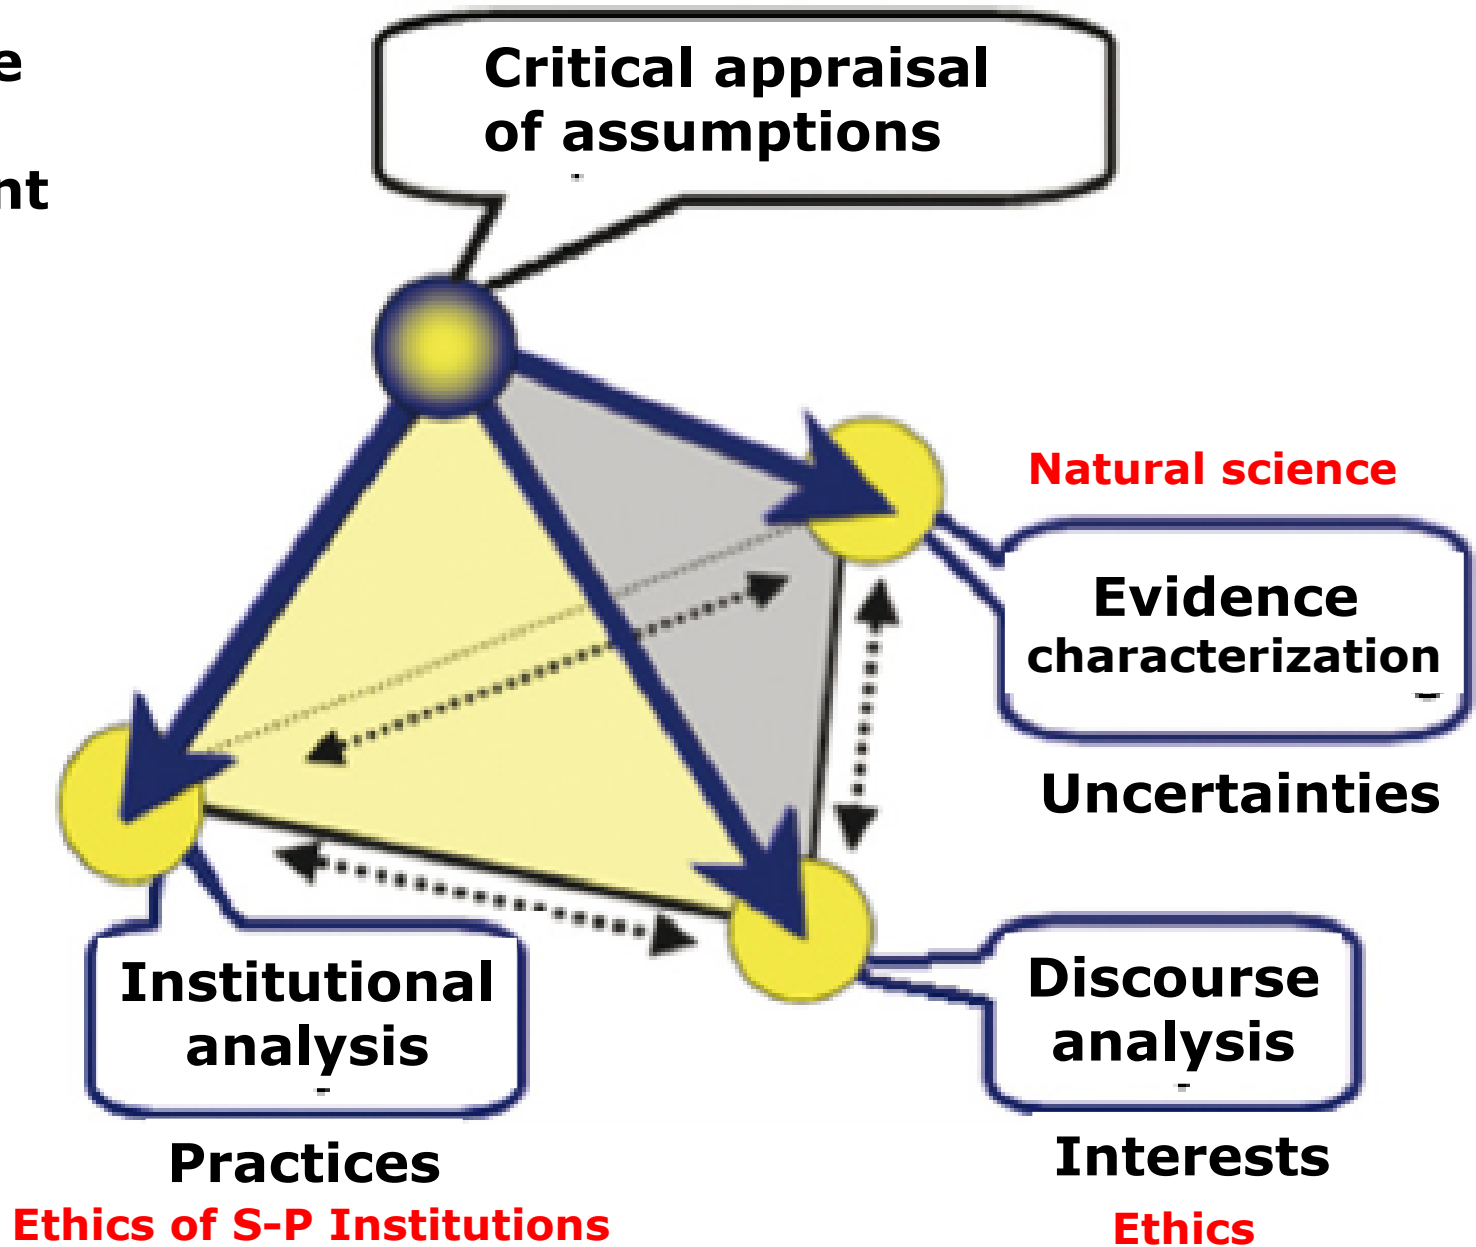 e
Critical appraisal
of assumptions
nt
Natural science
Evidence
characterization
Uncertainties
Institutional
analysis
Discourse
analysis
Practices
Interests
Ethics of S-P Institutions
Ethics